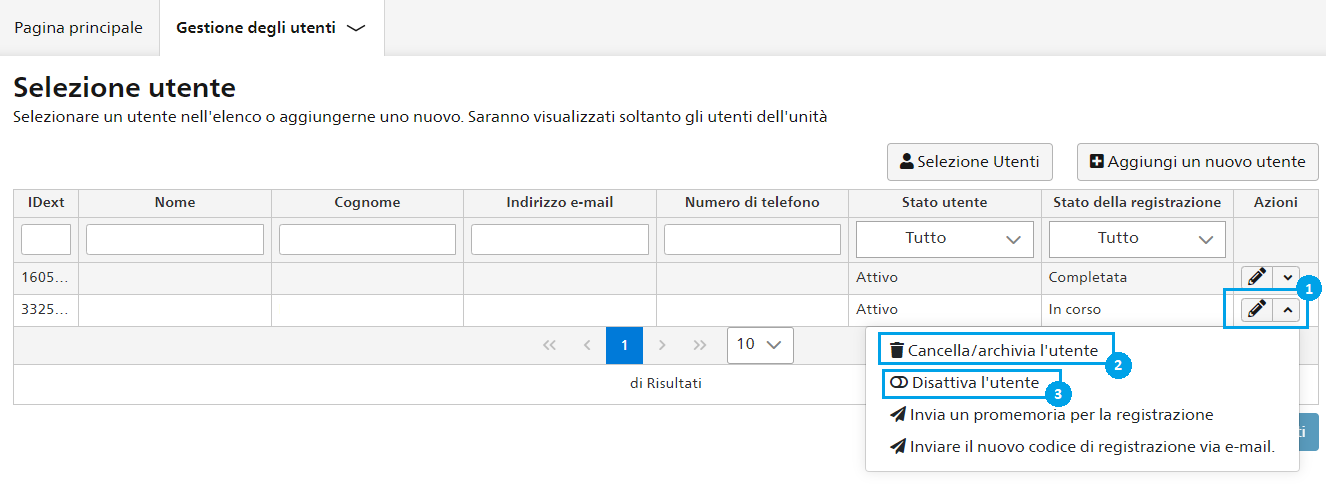 Pagina principale
Gestione degli utenti
Selezione utente
Selezionare un utente nell'elenco o aggiungerne uno nuovo. Saranno visualizzati soltanto gli utenti dell'unità
Selezione Utenti
Aggiungi un nuovo utente
IDext Nome Cognome Indirizzo e-mail Numero di telefono Stato utente Stato della registrazione Azioni
Tutto Tutto
1605... Attivo Completata
3325... Attivo In corso
1
« ‹ 1 › » 10
di Risultati
Cancella/archivia l'utente
2
Disattiva l'utente
3
Invia un promemoria per la registrazione
Inviare il nuovo codice di registrazione via e-mail.